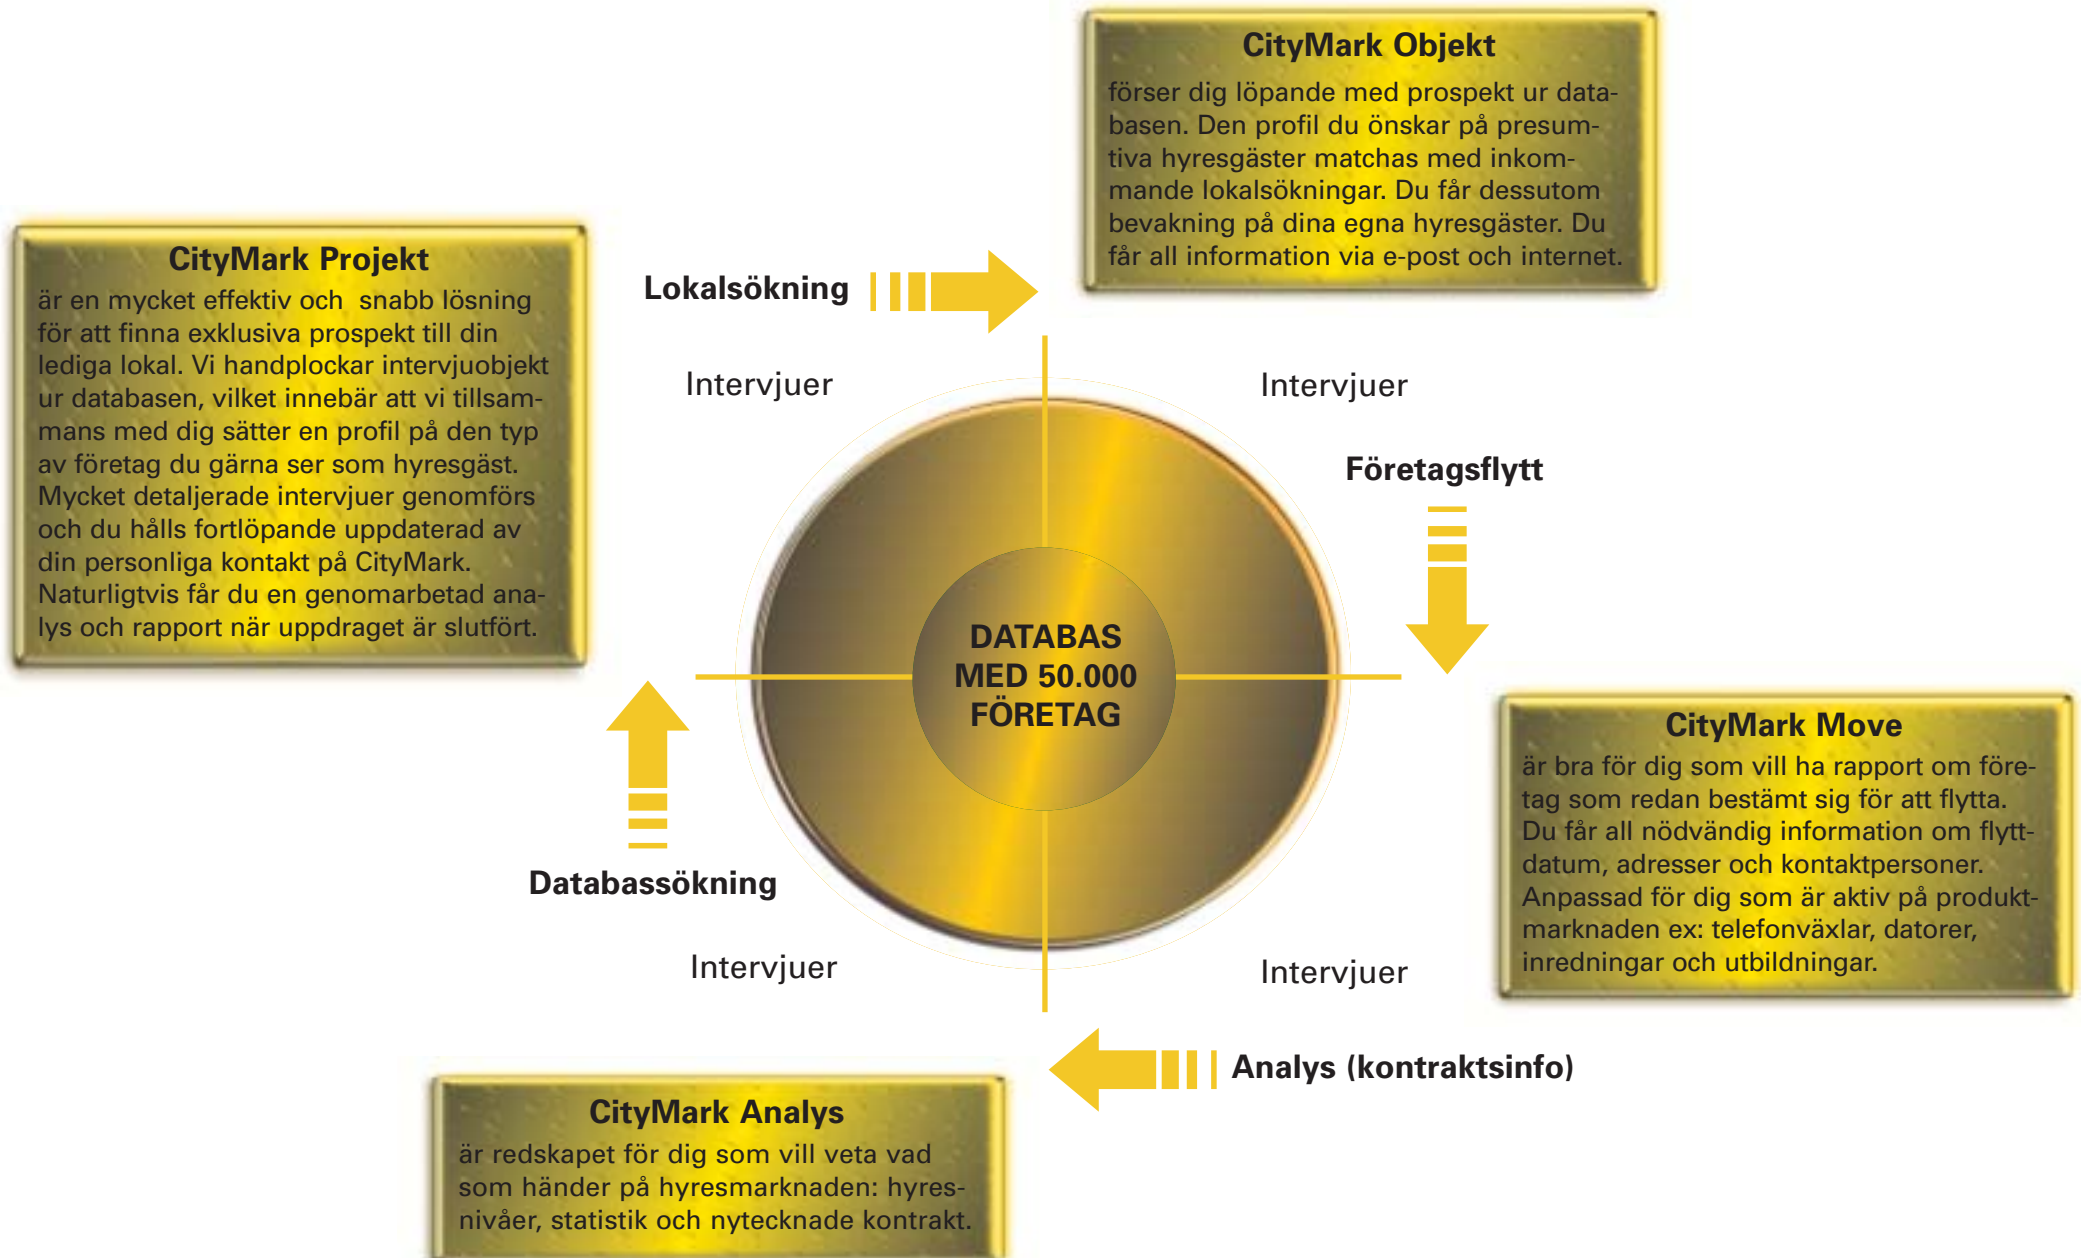 CityMark Objekt
förser dig löpande med prospekt ur data-
basen. Den profil du önskar på presum-
tiva hyresgäster matchas med inkom-
mande lokalsökningar. Du får dessutom
bevakning på dina egna hyresgäster. Du
får all information via e-post och internet.
CityMark Projekt
är en mycket effektiv och snabb lösning
för att finna exklusiva prospekt till din
lediga lokal. Vi handplockar intervjuobjekt
ur databasen, vilket innebär att vi tillsam-
mans med dig sätter en profil på den typ
av företag du gärna ser som hyresgäst.
Mycket detaljerade intervjuer genomförs
och du hålls fortlöpande uppdaterad av
din personliga kontakt på CityMark.
Naturligtvis får du en genomarbetad ana-
lys och rapport när uppdraget är slutfört.
Lokalsökning
Intervjuer
Intervjuer
Företagsflytt
DATABAS
MED 50.000
FÖRETAG
CityMark Move
är bra för dig som vill ha rapport om före-
tag som redan bestämt sig för att flytta.
Du får all nödvändig information om flytt-
datum, adresser och kontaktpersoner.
Anpassad för dig som är aktiv på produkt-
marknaden ex: telefonväxlar, datorer,
inredningar och utbildningar.
Databassökning
Intervjuer
Intervjuer
Analys (kontraktsinfo)
CityMark Analys
är redskapet för dig som vill veta vad
som händer på hyresmarknaden: hyres-
nivåer, statistik och nytecknade kontrakt.